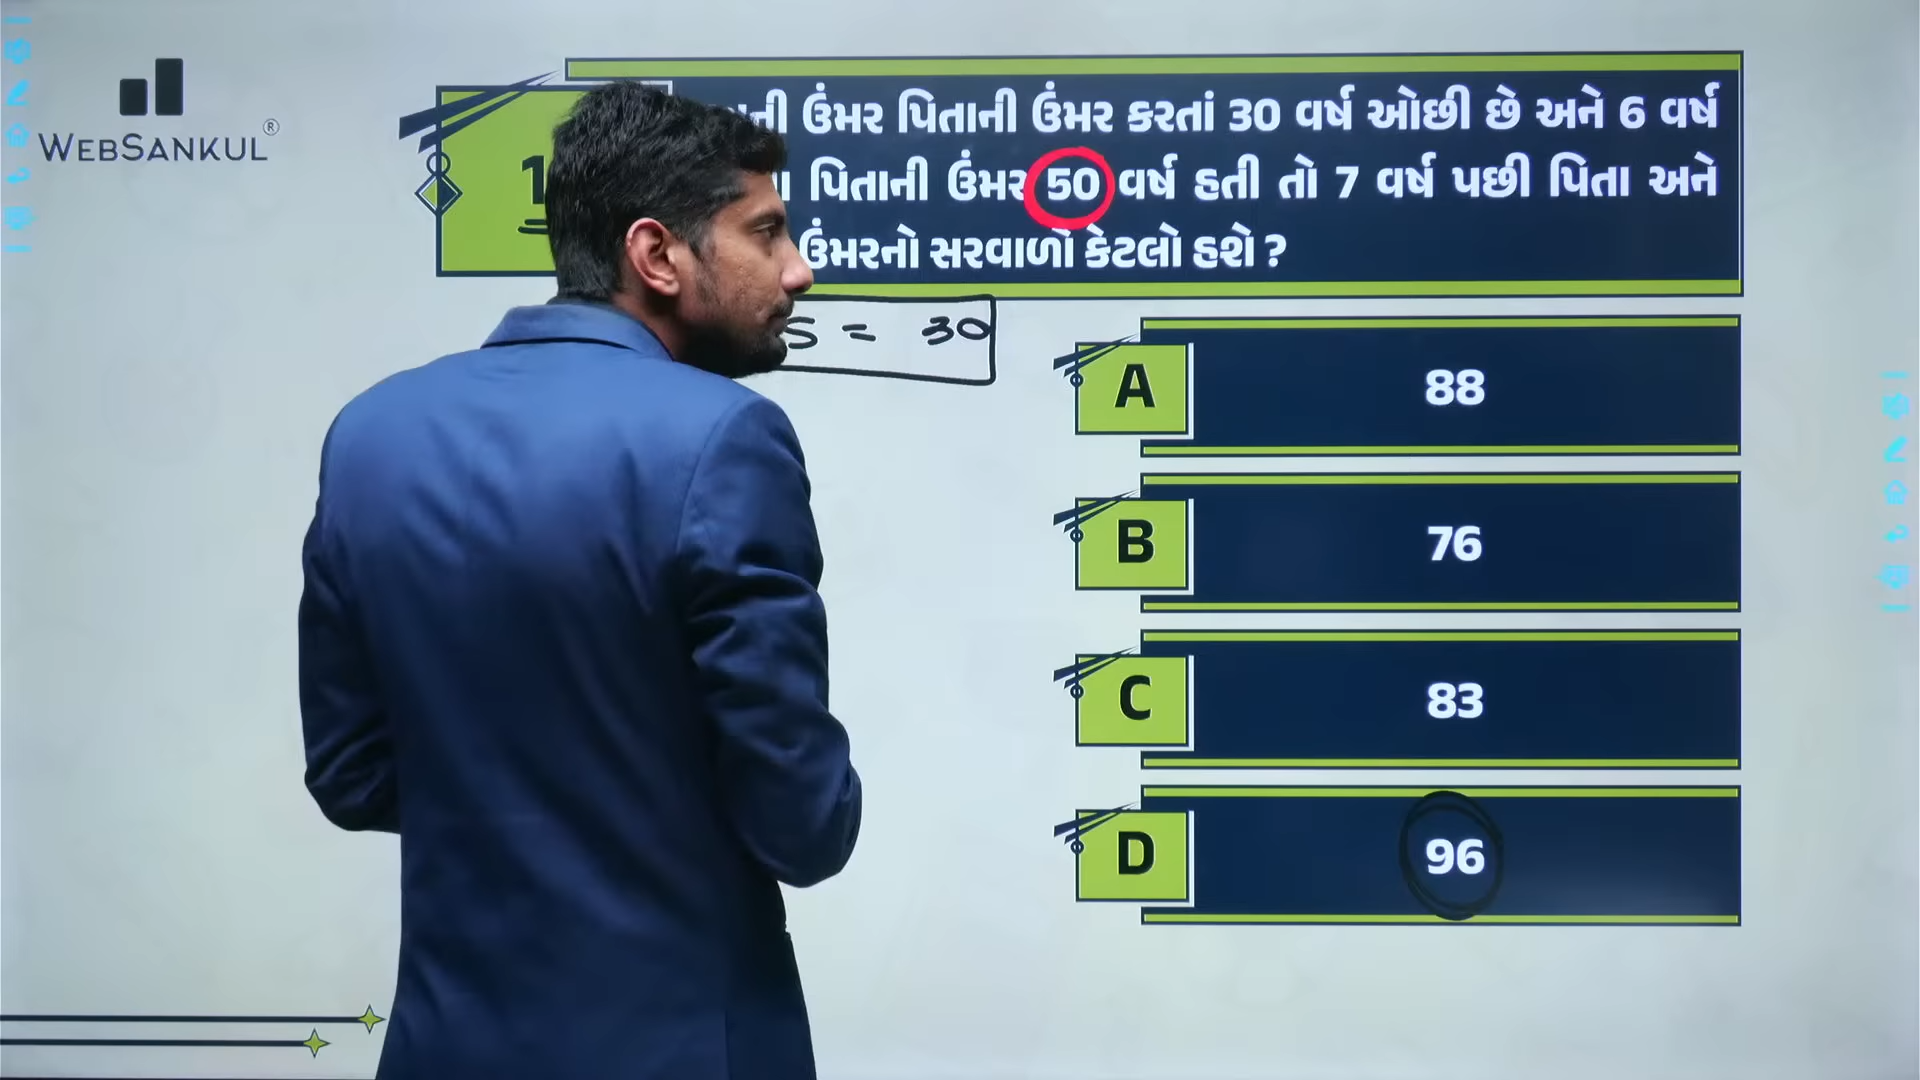 WEBSANKUL®
ઉંમર પિતાની ઉંમર કરતાં 30 વર્ષ ઓછી છે અને 6 વર્ષ
પિતાની ઉંમર 50 વર્ષ હતી તો 7 વર્ષ પછી પિતા અને
ઉંમરનો સરવાળો કેટલો હશે ?
S = 30
A 88
B 76
C 83
D 96